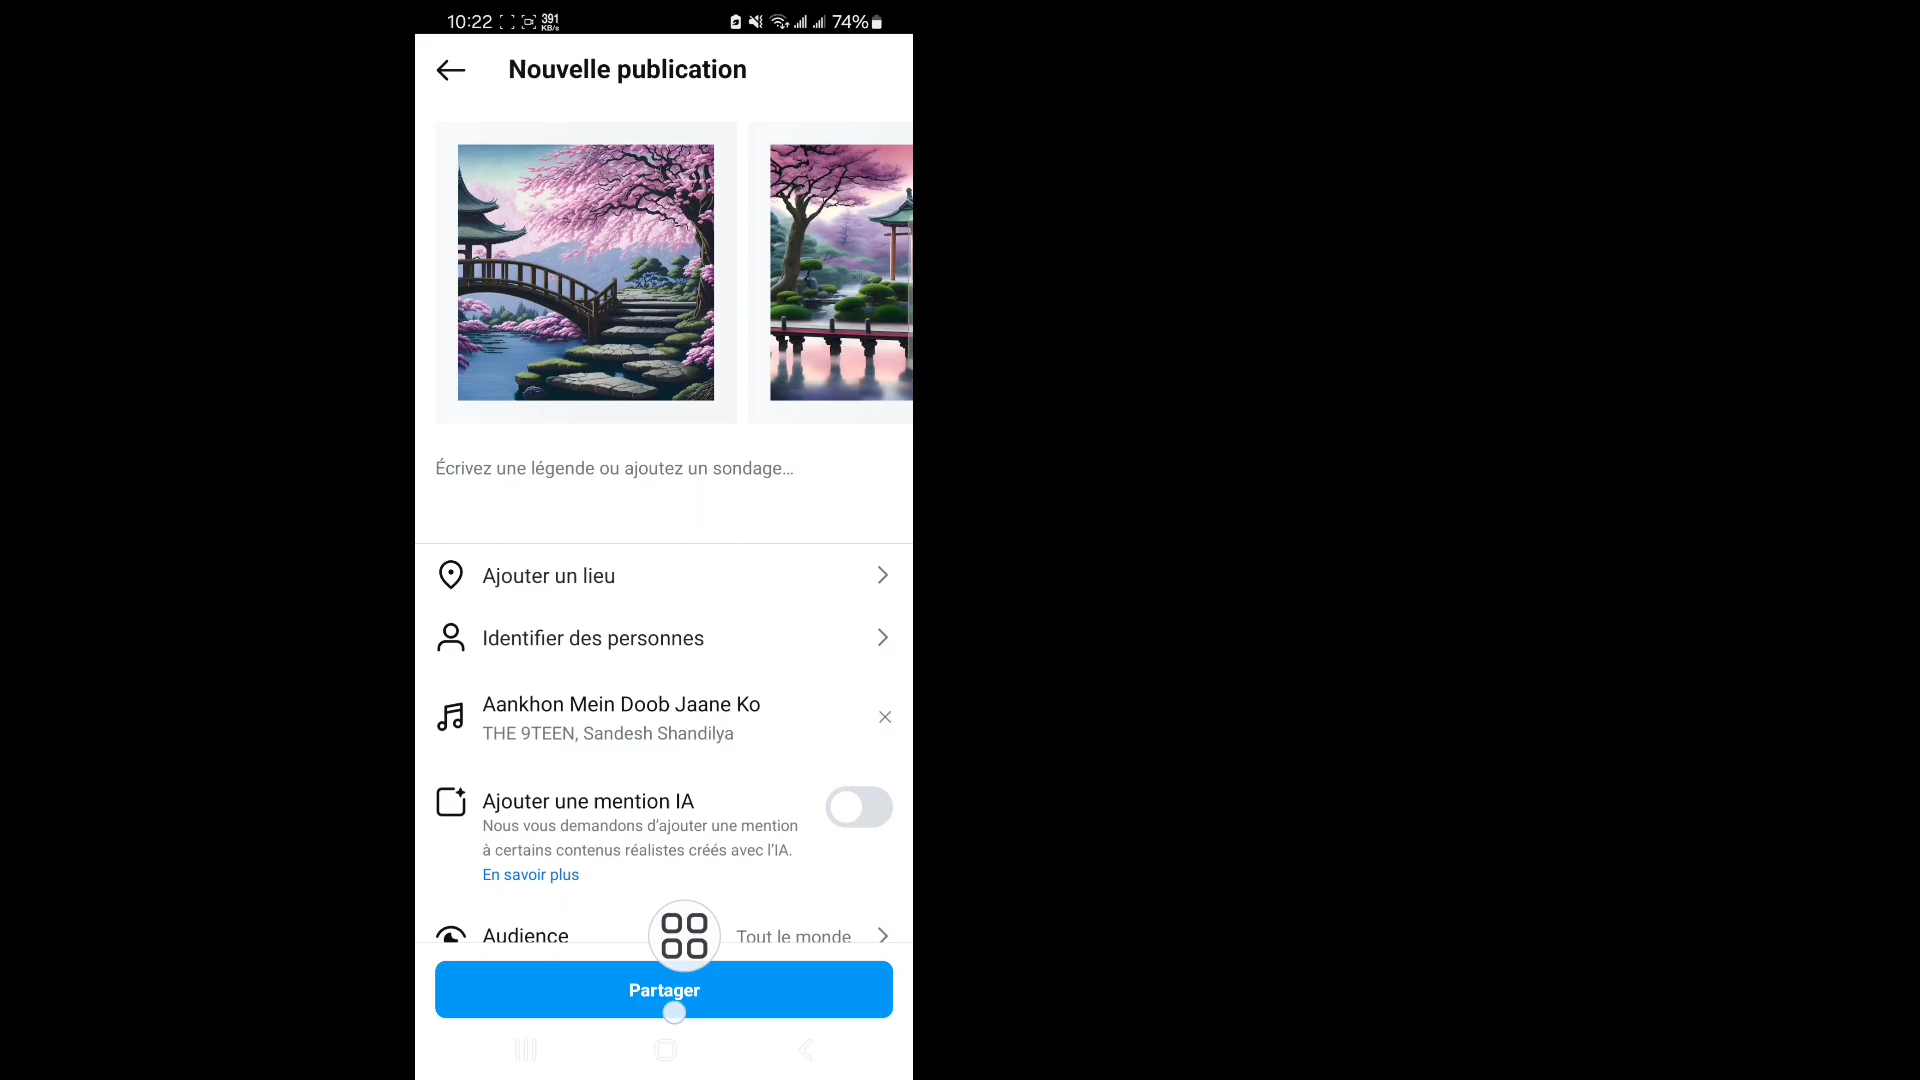 10:22 391 KB/s 74%
Nouvelle publication
Écrivez une légende ou ajoutez un sondage...
Ajouter un lieu
Identifier des personnes
Aankhon Mein Doob Jaane Ko
THE 9TEEN, Sandesh Shandilya
Ajouter une mention IA
Nous vous demandons d’ajouter une mention
à certains contenus réalistes créés avec l’IA.
En savoir plus
Audience Tout le monde
Partager